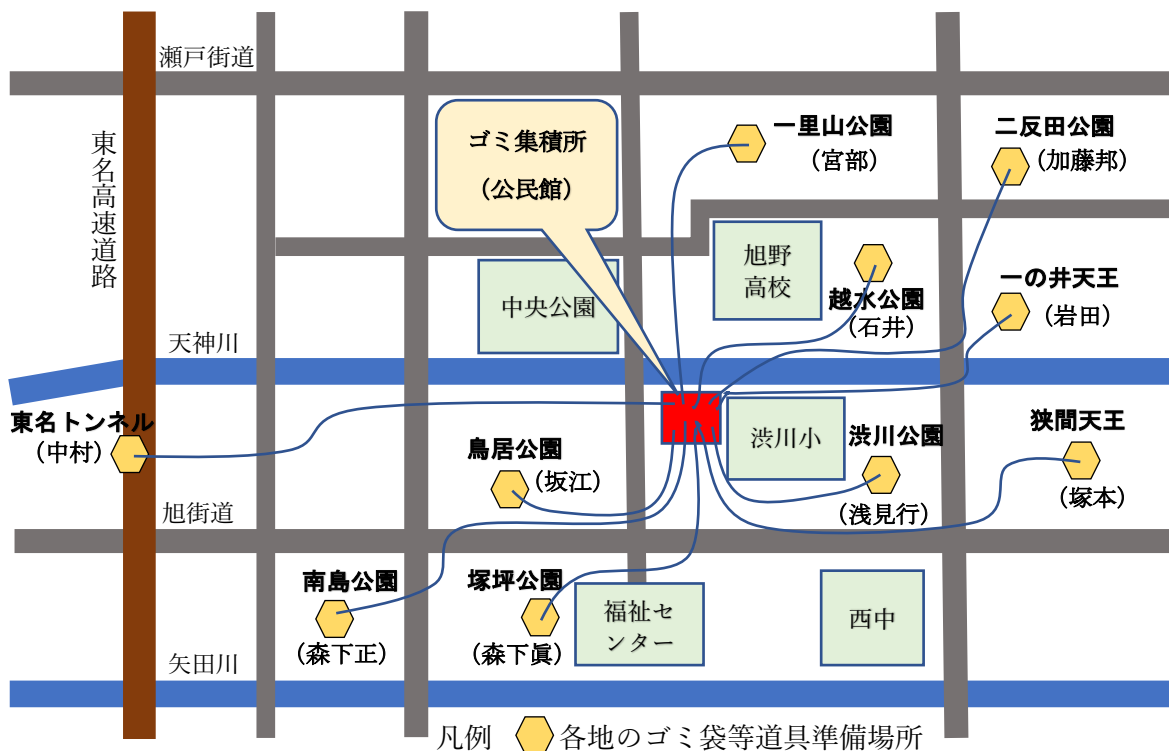 瀬戸街道
東名高速道路
ゴミ集積所
（公民館）
一里山公園
（宮部）
二反田公園
（加藤邦）
旭野
高校
中央公園
越水公園
（石井）
一の井天王
（岩田）
天神川
東名トンネル
（中村）
鳥居公園
（坂江）
渋川小
渋川公園
（浅見行）
狭間天王
（塚本）
旭街道
南島公園
（森下正）
塚坪公園
（森下眞）
福祉セ
ンター
西中
矢田川
凡例
各地のゴミ袋等道具準備場所